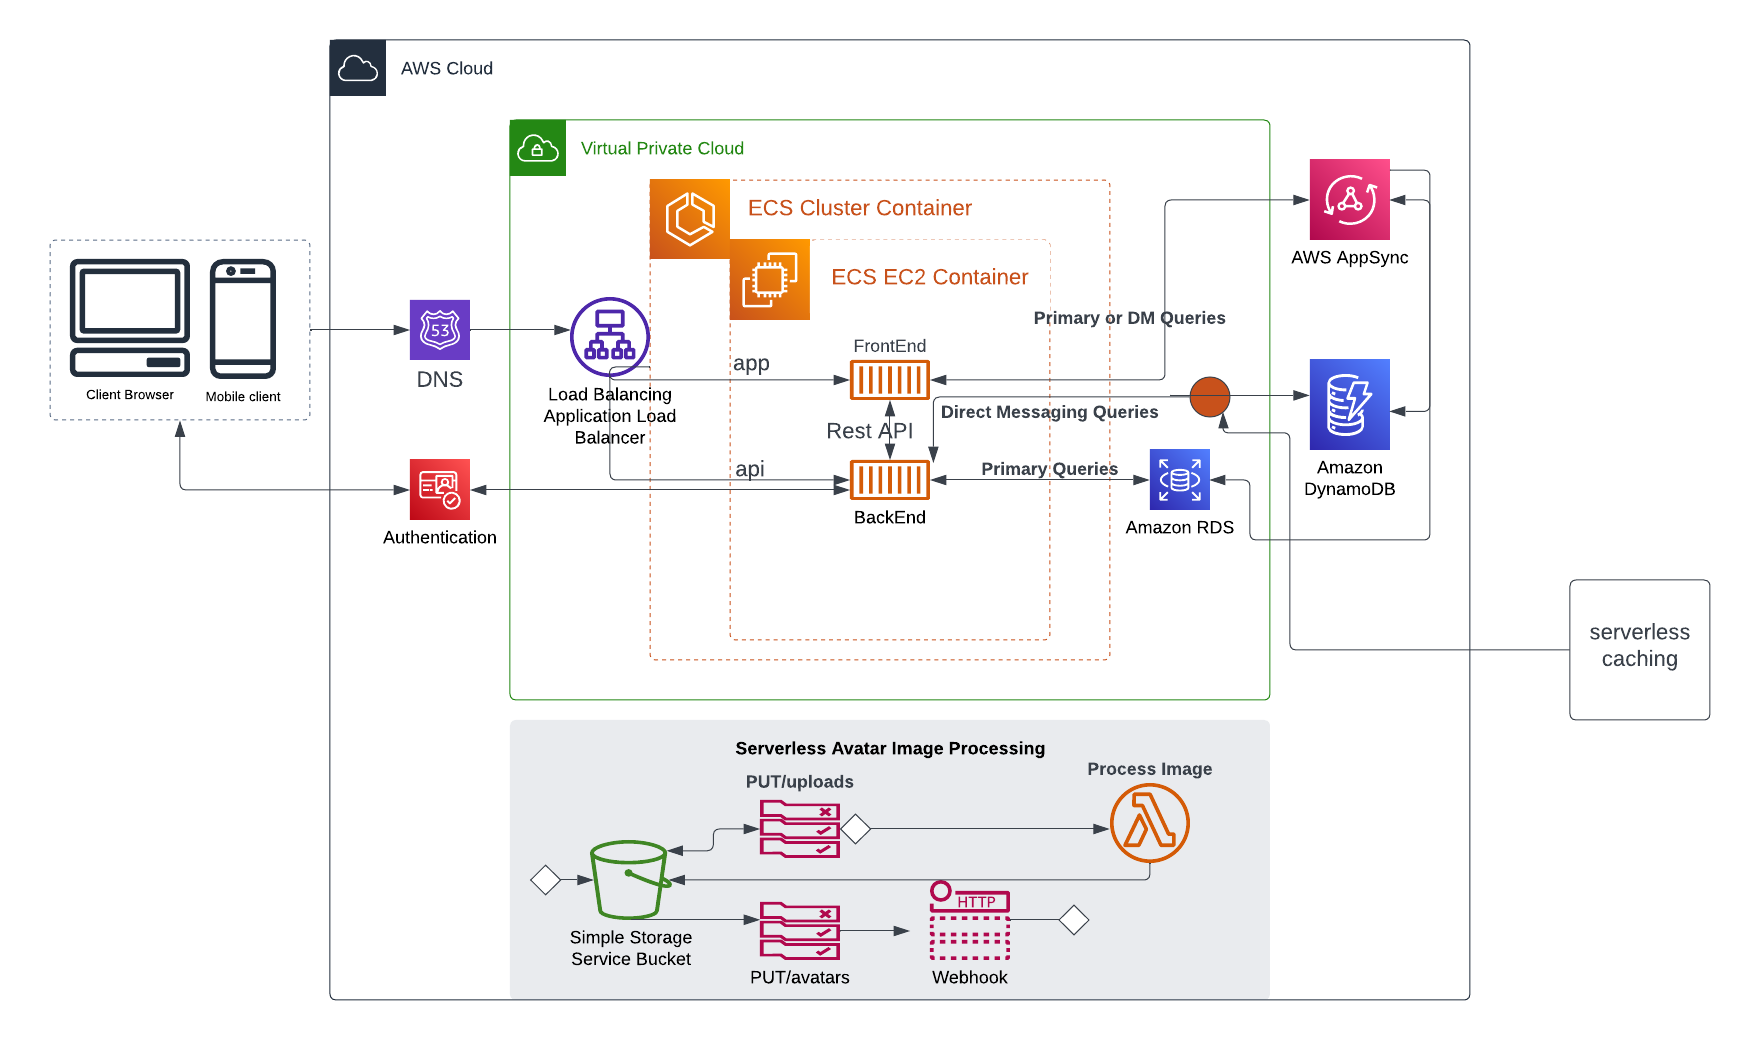 AWS Cloud
Virtual Private Cloud
ECS Cluster Container
ECS EC2 Container
AWS AppSync
Client Browser
Mobile client
53
DNS
Load Balancing
Application Load
Balancer
app
FrontEnd
Primary or DM Queries
Direct Messaging Queries
Rest API
api
BackEnd
Primary Queries
Amazon RDS
Amazon
DynamoDB
Authentication
serverless
caching
Serverless Avatar Image Processing
PUT/uploads
Process Image
Simple Storage
Service Bucket
PUT/avatars
HTTP
Webhook